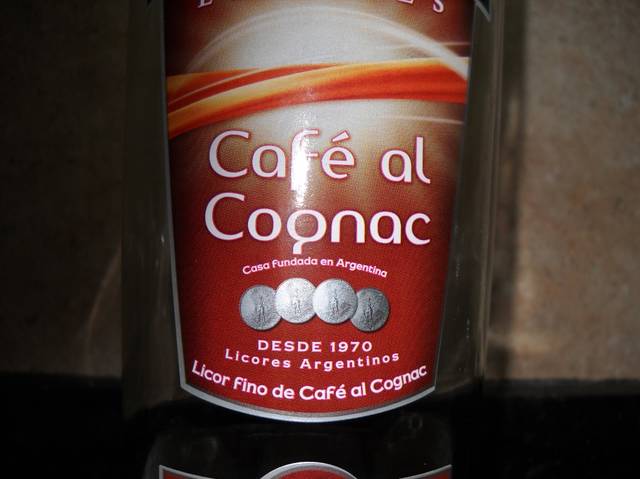 Café al
Cognac
Casa fundada en Argentina
DESDE 1970
Licores Argentinos
Licor fino de Café al Cognac